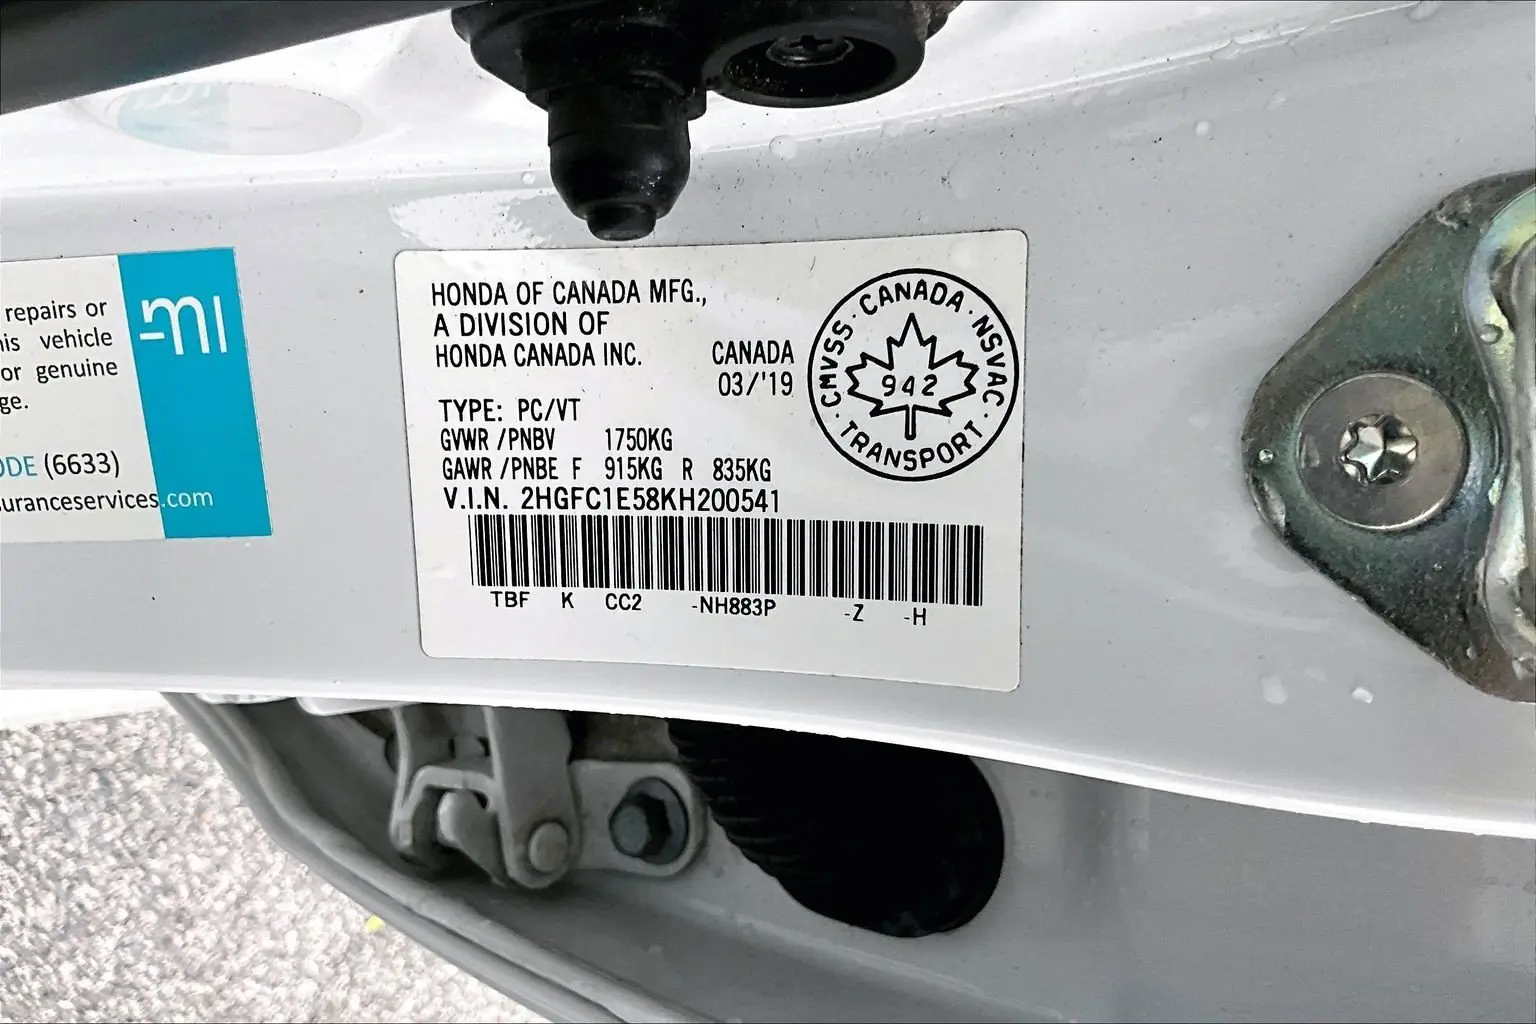 repairs or
his vehicle
or genuine
ge.
ODE (6633)
uranceservices.com
HONDA OF CANADA MFG.,
A DIVISION OF
HONDA CANADA INC.
CANADA
03/'19
TYPE: PC/VT
GVWR/PNBV 1750KG
GAWR/PNBE F 915KG R 835KG
V.I.N. 2HGFC1E58KH200541
TBF K CC2 -NH883P -Z -H
CMVSS · CANADA · NSVAC · TRANSPORT ·
942